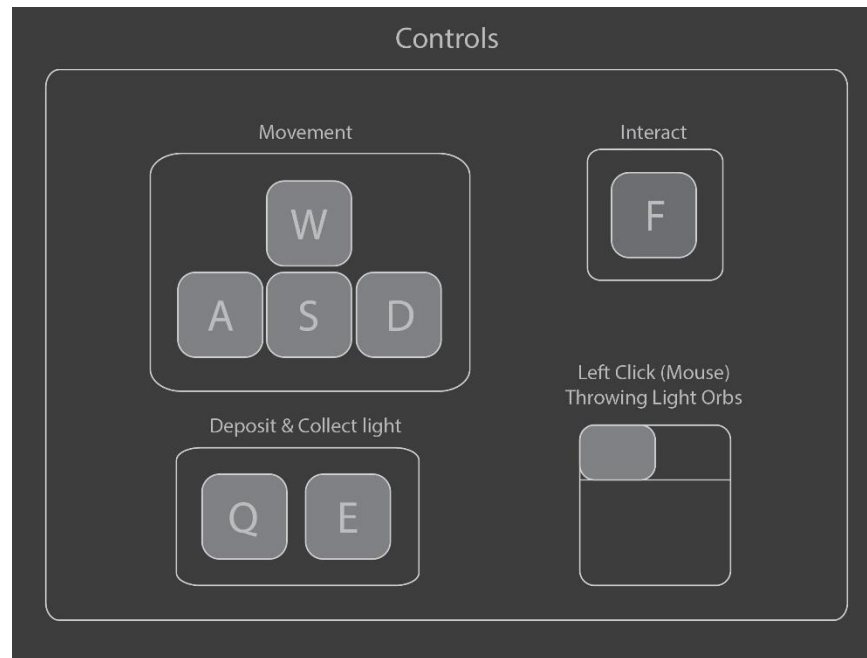 Controls
Movement
W
A S D
Interact
F
Deposit & Collect light
Q E
Left Click (Mouse)
Throwing Light Orbs